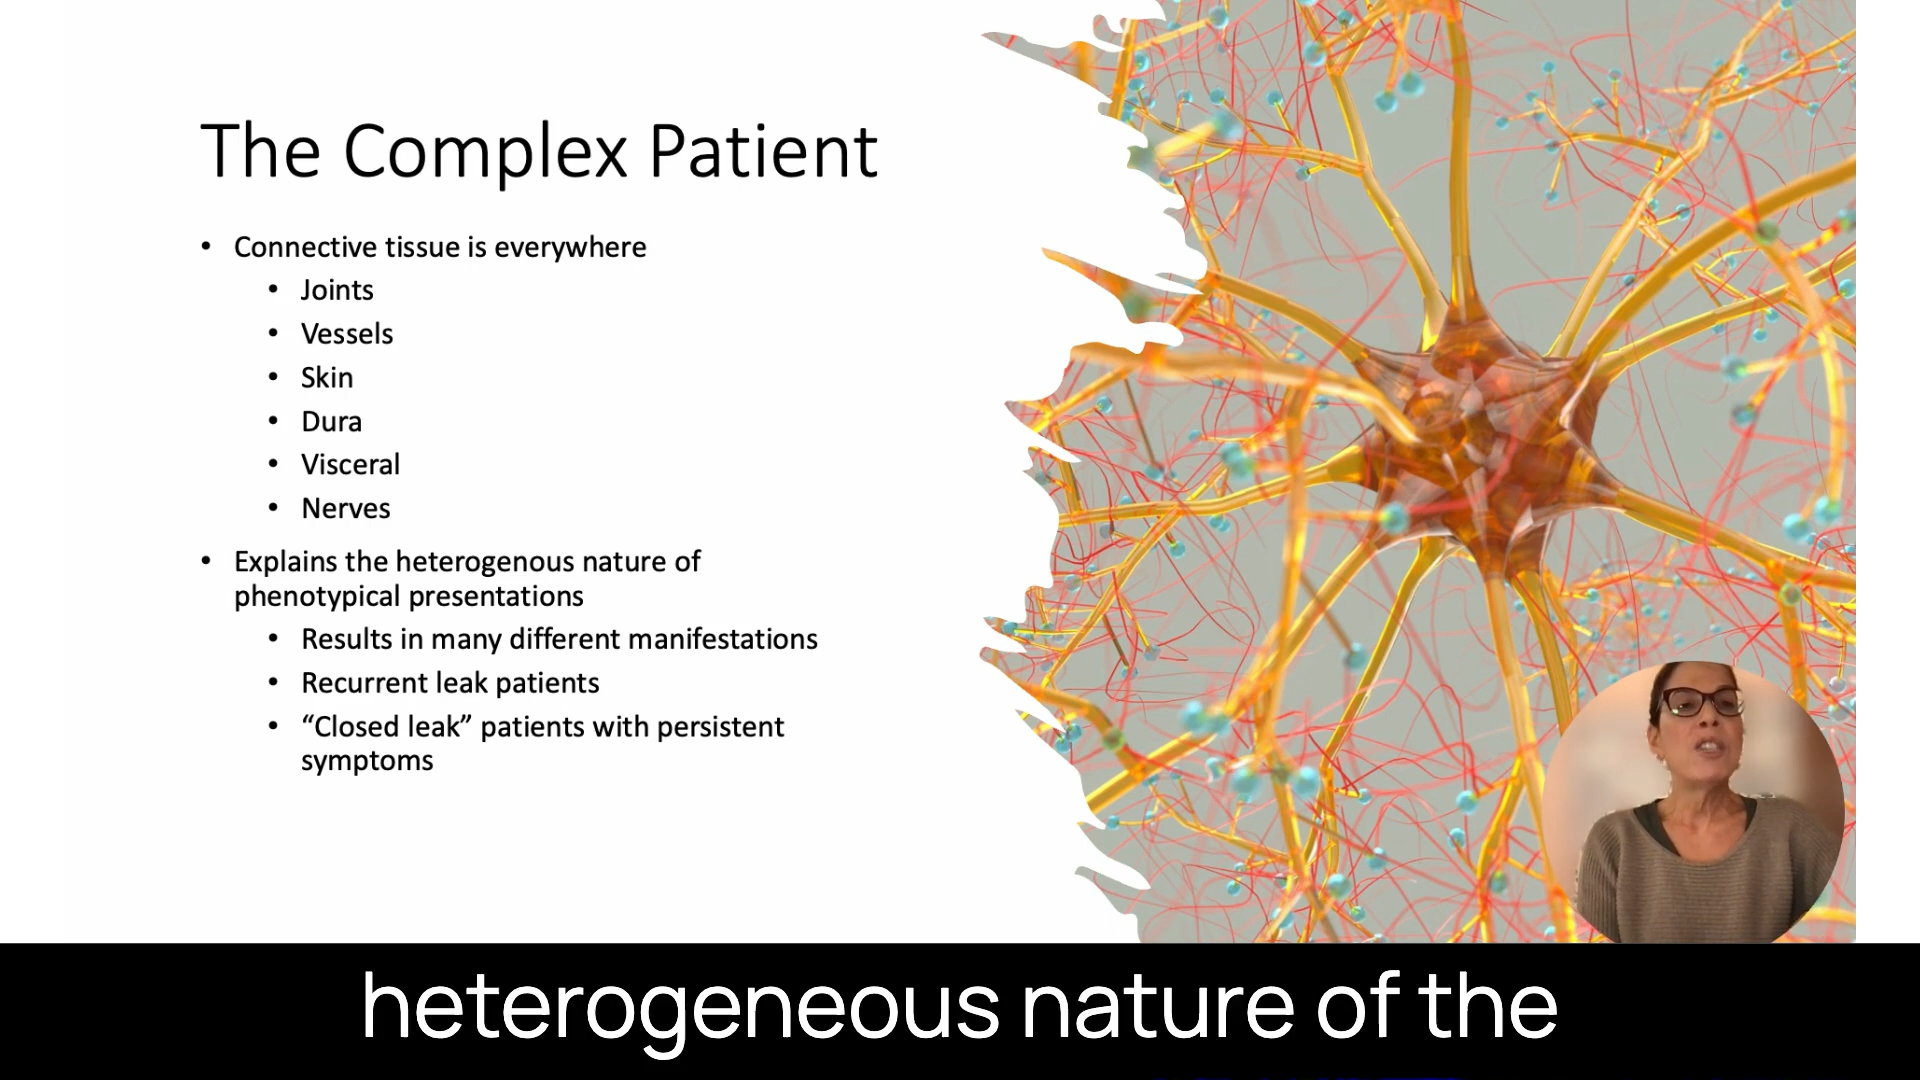 The Complex Patient
• Connective tissue is everywhere
• Joints
• Vessels
• Skin
• Dura
• Visceral
• Nerves
• Explains the heterogenous nature of
phenotypical presentations
• Results in many different manifestations
• Recurrent leak patients
• “Closed leak” patients with persistent
symptoms
heterogeneous nature of the